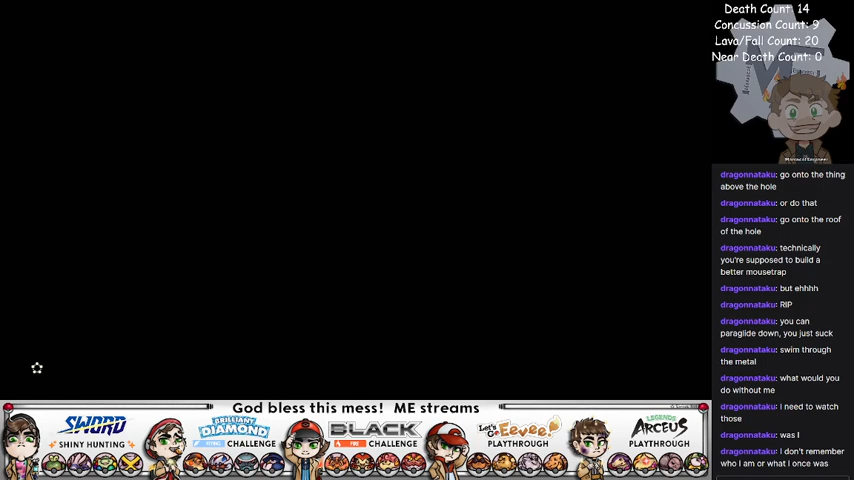 Death Count: 14
Concussion Count: 9
Lava/Fall Count: 20
Near Death Count: 0
dragonnataku: go onto the thing
above the hole
dragonnataku: or do that
dragonnataku: go onto the roof
of the hole
dragonnataku: technically
you're supposed to build a
better mousetrap
dragonnataku: but ehhhh
dragonnataku: RIP
dragonnataku: you can
paraglide down, you just suck
dragonnataku: swim through
the metal
dragonnataku: what would you
do without me
dragonnataku: I need to watch
those
dragonnataku: was I
dragonnataku: I don't remember
who I am or what I once was
God bless this mess! ME streams
SWORD
SHINY HUNTING
BRILLIANT
DIAMOND
CHALLENGE
BLACK
FIRE CHALLENGE
Let's Go Eevee!
PLAYTHROUGH
LEGENDS
ARCEUS
PLAYTHROUGH